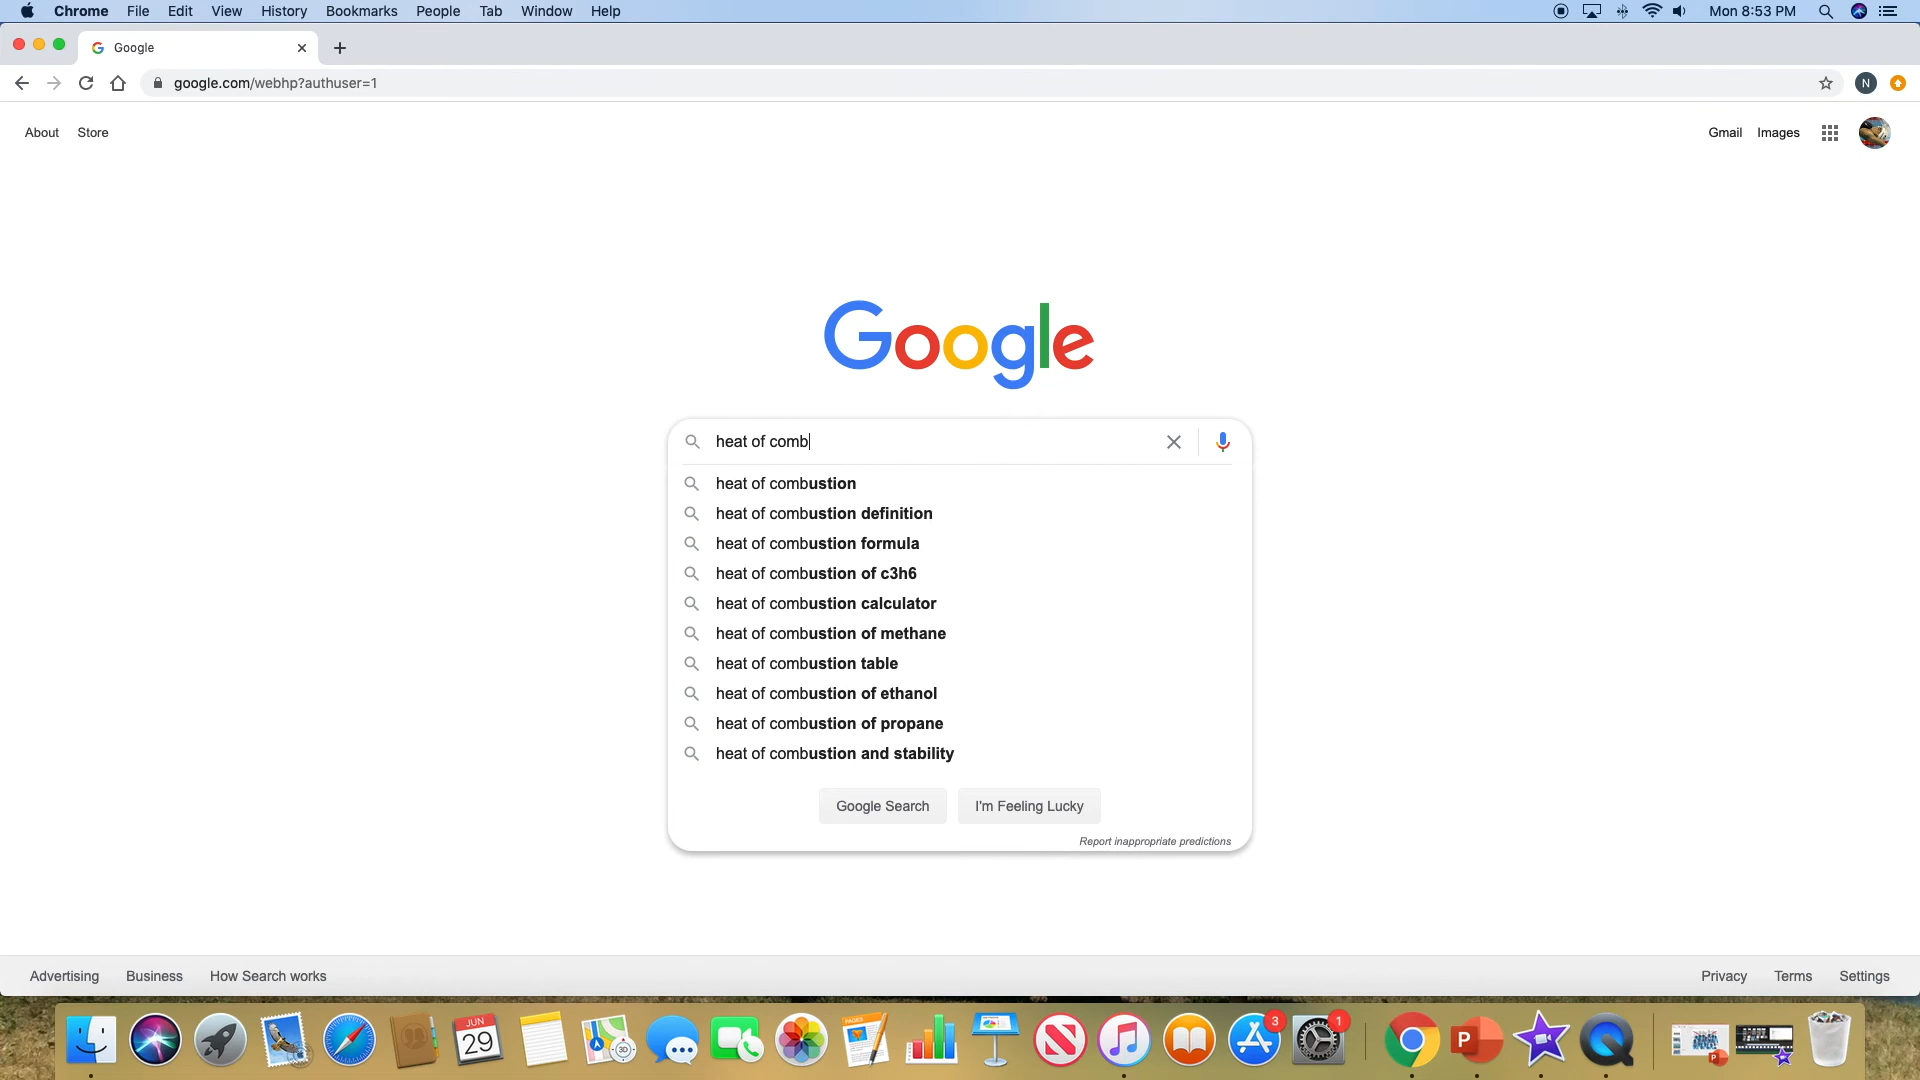 Chrome File Edit View History Bookmarks People Tab Window Help
Mon 8:53 PM
Google
google.com/webhp?authuser=1
N
About Store
Gmail Images
Google
heat of comb
heat of combustion
heat of combustion definition
heat of combustion formula
heat of combustion of c3h6
heat of combustion calculator
heat of combustion of methane
heat of combustion table
heat of combustion of ethanol
heat of combustion of propane
heat of combustion and stability
Google Search I'm Feeling Lucky
Report inappropriate predictions
Advertising Business How Search works
Privacy Terms Settings
JUN
29
3D
PAGES
3
1
P